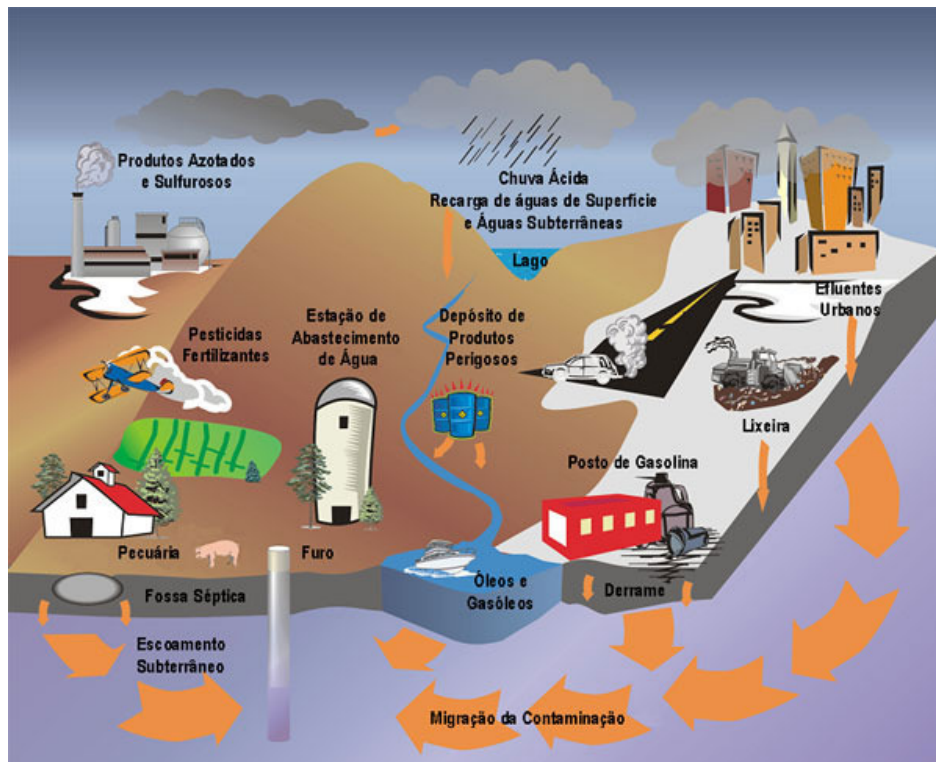 Produtos Azotados
e Sulfurosos
Chuva Ácida
Recarga de águas de Superfície
e Águas Subterrâneas
Lago
Efluentes
Urbanos
Pesticidas
Fertilizantes
Estação de
Abastecimento
de Água
Depósito de
Produtos
Perigosos
Lixeira
Posto de Gasolina
Pecuária
Furo
Fossa Séptica
Óleos e
Gasóleos
Derrame
Escoamento
Subterrâneo
Migração da Contaminação